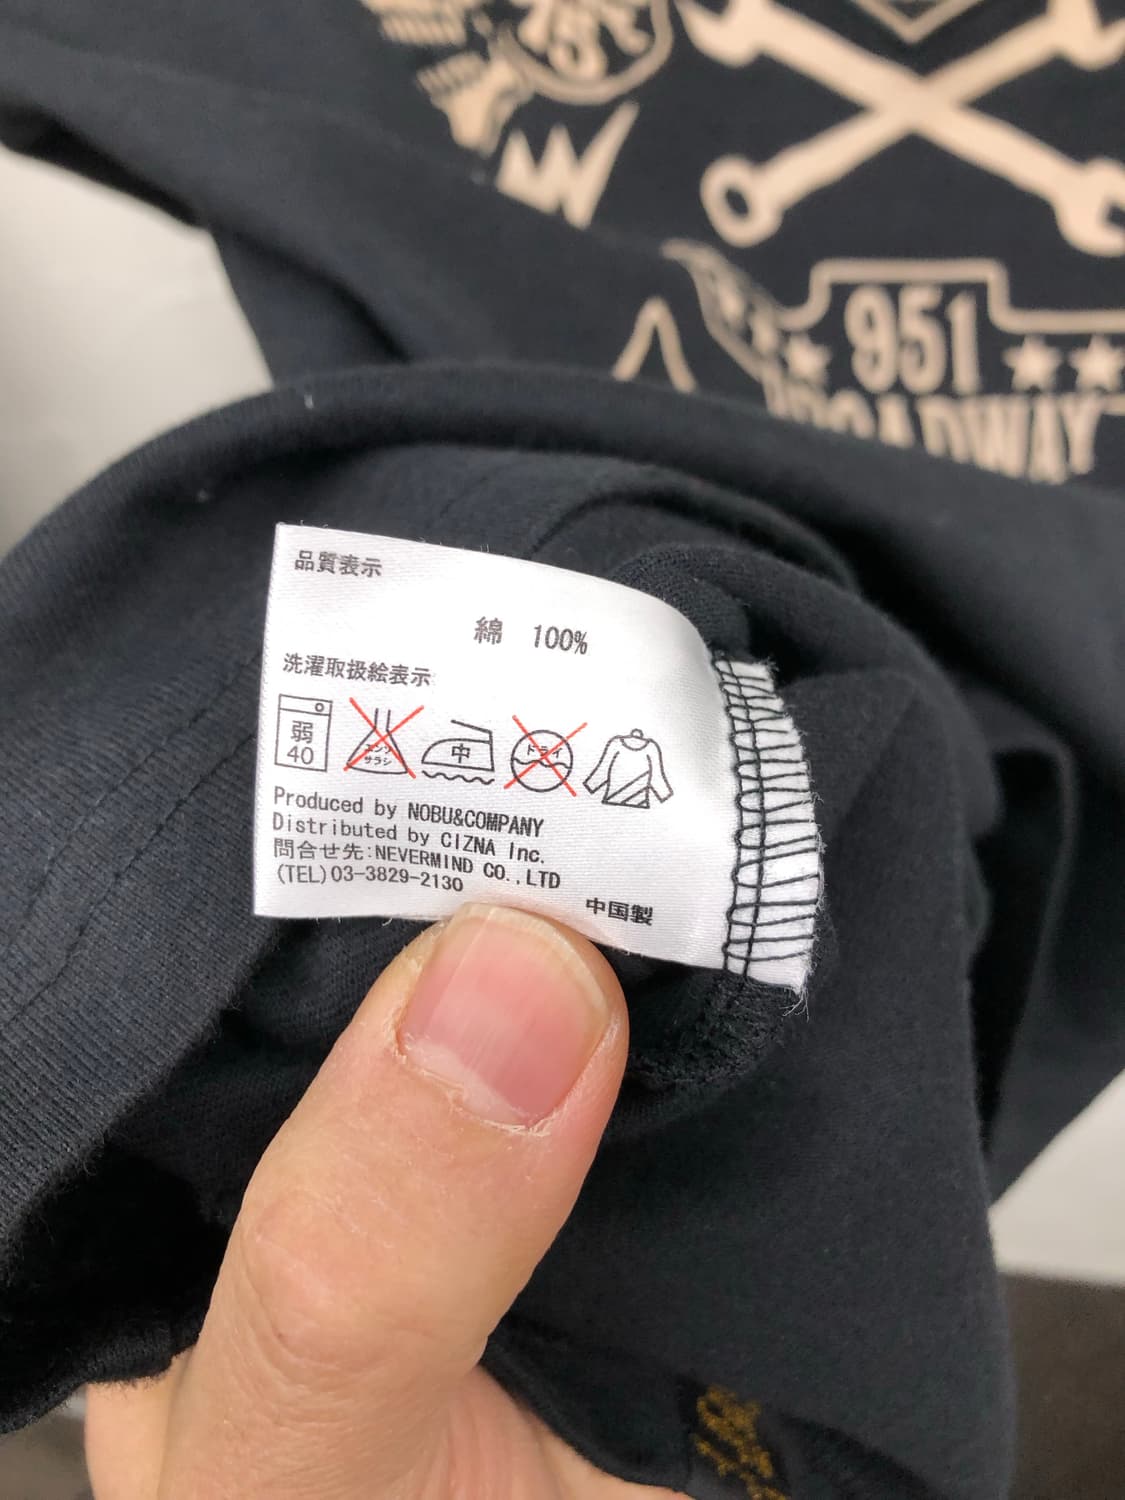 951
BROADWAY
品質表示
綿 100%
洗濯取扱絵表示
弱
40
エンソ
サラシ
中
ドライ
Produced by NOBU&COMPANY
Distributed by CIZNA Inc.
問合せ先:NEVERMIND CO.,LTD
(TEL)03-3829-2130
中国製